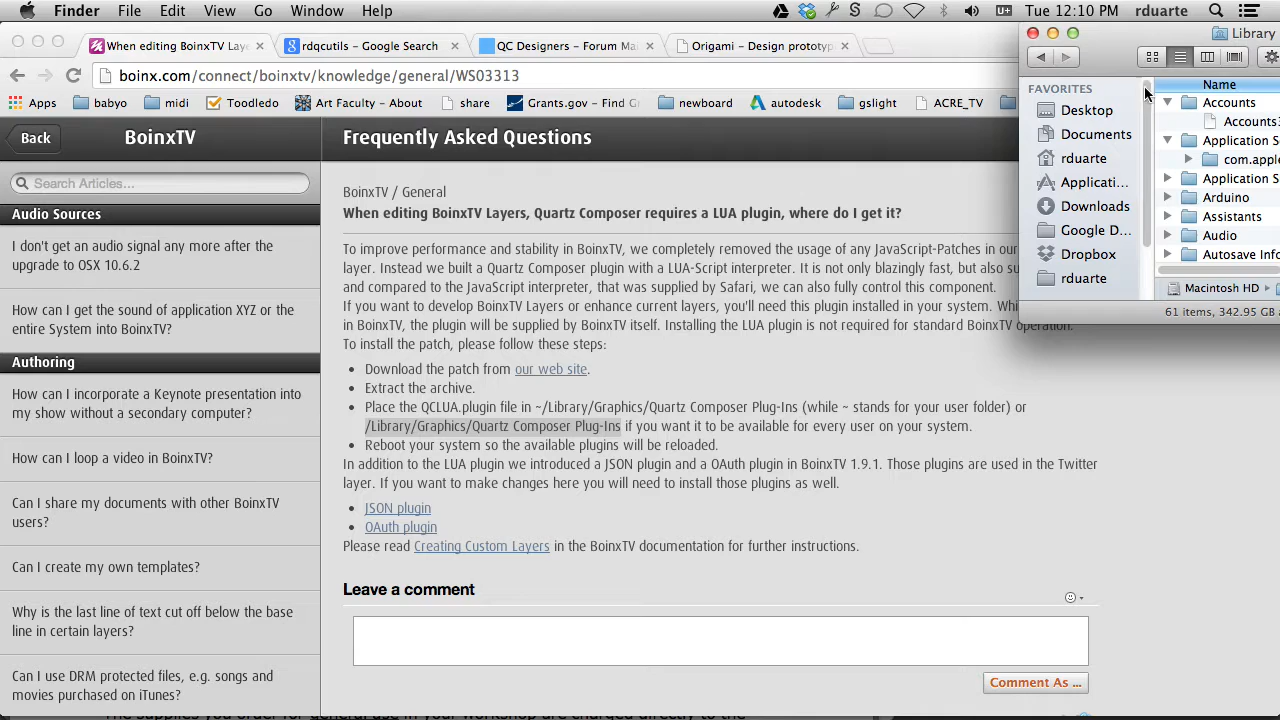 Finder File Edit View Go Window Help Tue 12:10 PM rduarte
When editing BoinxTV Laye × rdqcutils - Google Search × QC Designers - Forum Ma × Origami - Design prototyp ×
boinx.com/connect/boinxtv/knowledge/general/WS03313
Apps babyo midi Toodledo Art Faculty - About share Grants.gov newboard autodesk gslight ACRE_TV
Back BoinxTV
Search Articles...
Audio Sources
I don't get an audio signal any more after the
upgrade to OSX 10.6.2
How can I get the sound of application XYZ or the
entire System into BoinxTV?
Authoring
How can I incorporate a Keynote presentation into
my show without a secondary computer?
How can I loop a video in BoinxTV?
Can I share my documents with other BoinxTV
users?
Can I create my own templates?
Why is the last line of text cut off below the base
line in certain layers?
Can I use DRM protected files, e.g. songs and
movies purchased on iTunes?
Frequently Asked Questions
BoinxTV / General
When editing BoinxTV Layers, Quartz Composer requires a LUA plugin, where do I get it?
To improve performance and stability in BoinxTV, we completely removed the usage of any JavaScript-Patches in our
layer. Instead we built a Quartz Composer plugin with a LUA-Script interpreter. It is not only blazingly fast, but also su
and compared to the JavaScript interpreter, that was supplied by Safari, we can also fully control this component.
If you want to develop BoinxTV Layers or enhance current layers, you'll need this plugin installed in your system. Whi
in BoinxTV, the plugin will be supplied by BoinxTV itself. Installing the LUA plugin is not required for standard BoinxTV operation.
To install the patch, please follow these steps:
• Download the patch from our web site.
• Extract the archive.
• Place the QCLUA.plugin file in ~/Library/Graphics/Quartz Composer Plug-Ins (while ~ stands for your user folder) or
/Library/Graphics/Quartz Composer Plug-Ins if you want it to be available for every user on your system.
• Reboot your system so the available plugins will be reloaded.
In addition to the LUA plugin we introduced a JSON plugin and a OAuth plugin in BoinxTV 1.9.1. Those plugins are used in the Twitter
layer. If you want to make changes here you will need to install those plugins as well.
• JSON plugin
• OAuth plugin
Please read Creating Custom Layers in the BoinxTV documentation for further instructions.
Leave a comment
Comment As ...
Library
FAVORITES
Desktop
Documents
rduarte
Applicati...
Downloads
Google D...
Dropbox
rduarte
Name
Accounts
Accounts3
Application S
com.apple
Application S
Arduino
Assistants
Audio
Autosave Info
Macintosh HD
61 items, 342.95 GB a